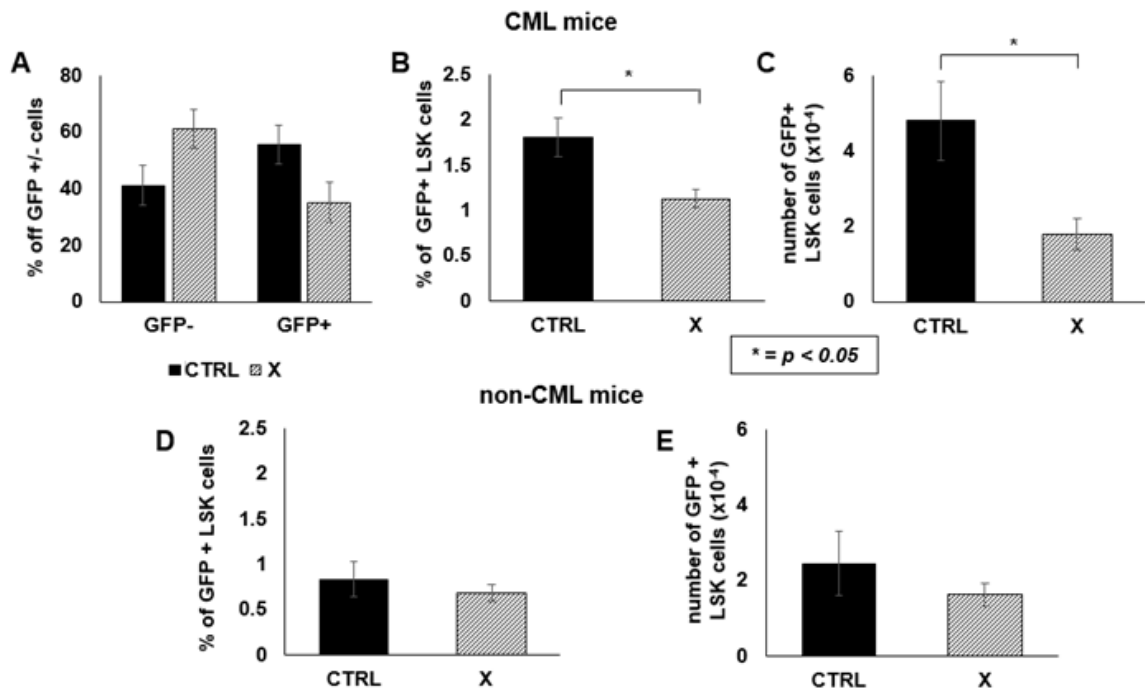 CML mice
A
% off GFP +/- cells
80
60
40
20
0
GFP-
GFP+
CTRL
X
B
% of GFP+ LSK cells
2.5
2
1.5
1
0.5
0
*
CTRL
X
C
number of GFP+
LSK cells (x10⁻⁴)
6
4
2
0
*
CTRL
X
* = p < 0.05
non-CML mice
D
% of GFP + LSK cells
2.5
2
1.5
1
0.5
0
CTRL
X
E
number of GFP +
LSK cells (x10⁻⁴)
6
4
2
0
CTRL
X